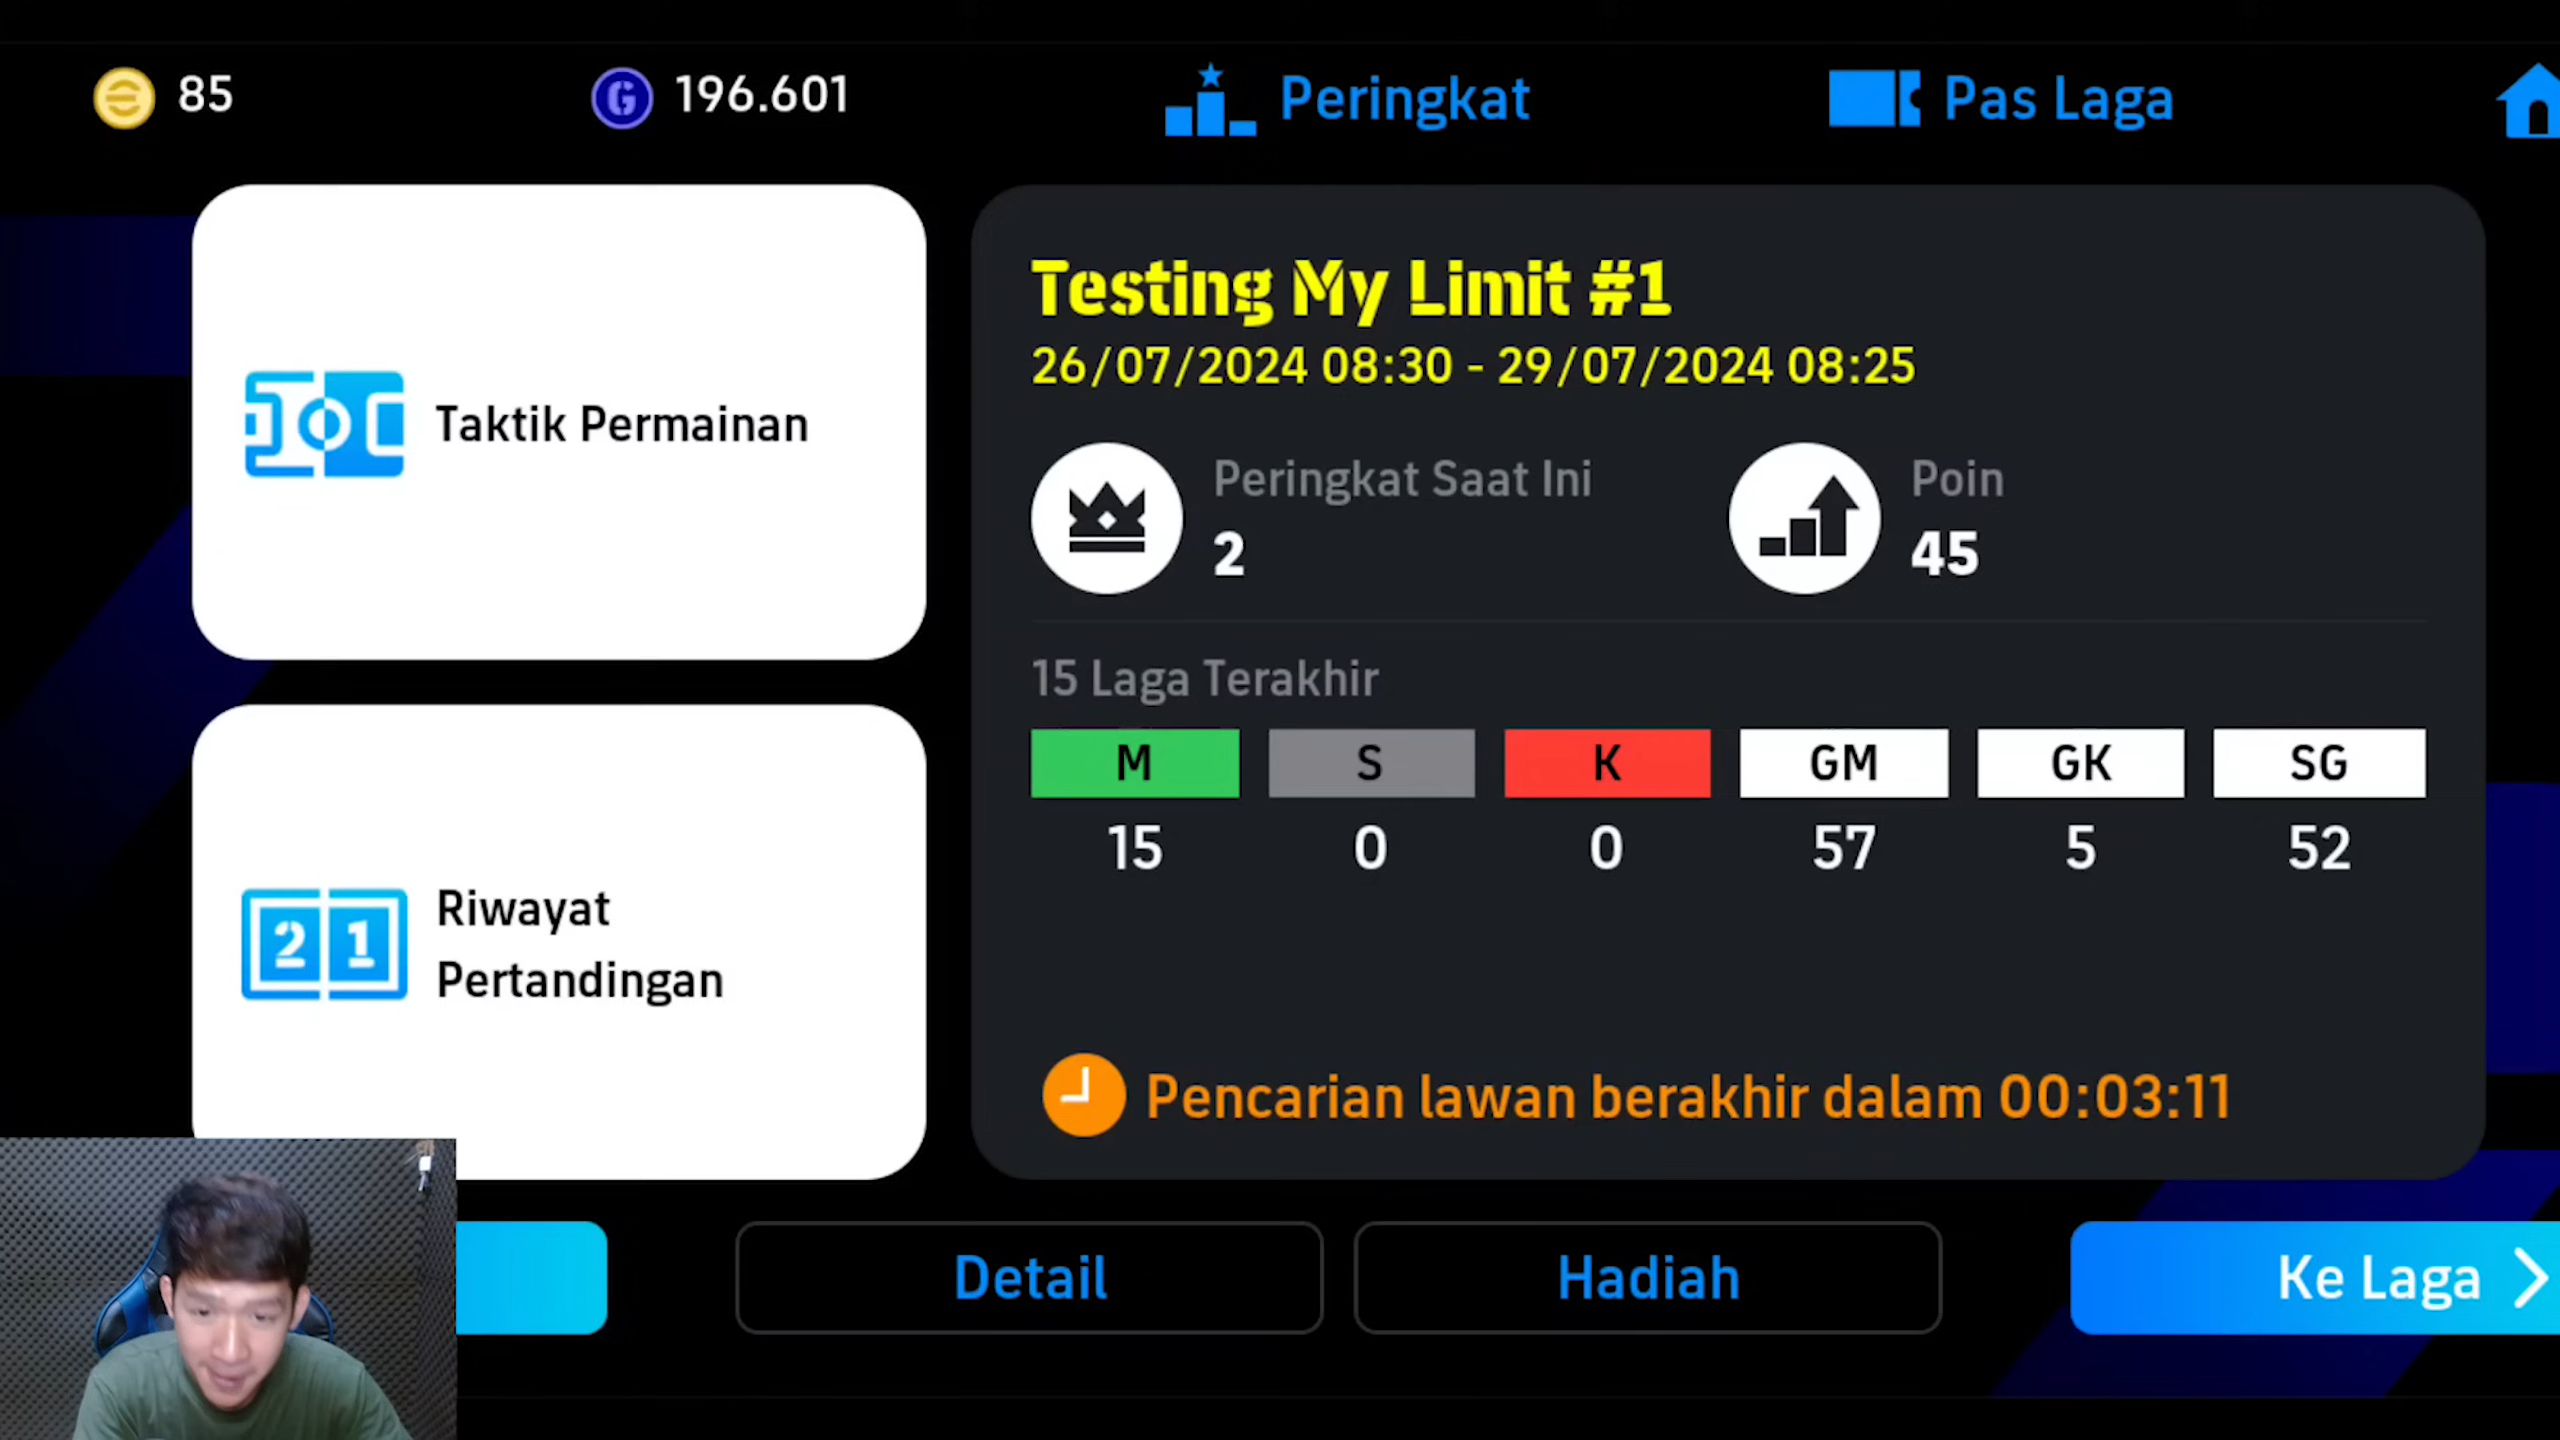 85
196.601
Peringkat
Pas Laga
Taktik Permainan
Riwayat
Pertandingan
2 1
Testing My Limit #1
26/07/2024 08:30 - 29/07/2024 08:25
Peringkat Saat Ini
2
Poin
45
15 Laga Terakhir
M S K GM GK SG
15 0 0 57 5 52
Pencarian lawan berakhir dalam 00:03:11
Detail
Hadiah
Ke Laga